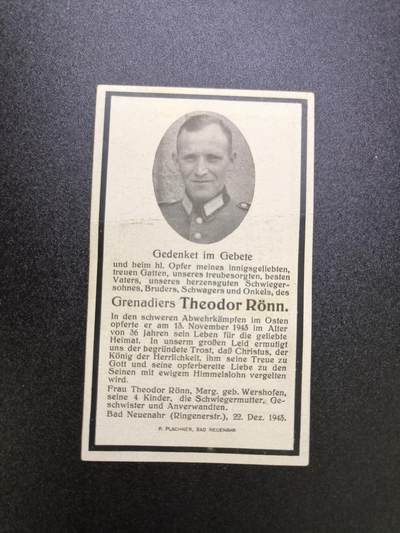 Gedenket im Gebete
und beim hl. Opfer meines innigsgeliebten,
treuen Gatten, unseres treubesorgten, besten
Vaters, unseres herzensguten Schwieger-
sohnes, Bruders, Schwagers und Onkels, des
Grenadiers Theodor Rönn.
In den schweren Abwehrkämpfen im Osten
opferte er am 13. November 1943 im Alter
von 36 Jahren sein Leben für die geliebte
Heimat. In unserm großen Leid ermutigt
uns der begründete Trost, daß Christus, der
König der Herrlichkeit, ihm seine Treue zu
Gott und seine opferbereite Liebe zu den
Seinen mit ewigem Himmelslohn vergelten
wird.
Frau Theodor Rönn, Marg. geb. Wershofen,
seine 4 Kinder, die Schwiegermutter, Ge-
schwister und Anverwandten.
Bad Neuenahr (Ringenerstr.), 22. Dez. 1943.
P. PLACHNER, BAD NEUENAHR